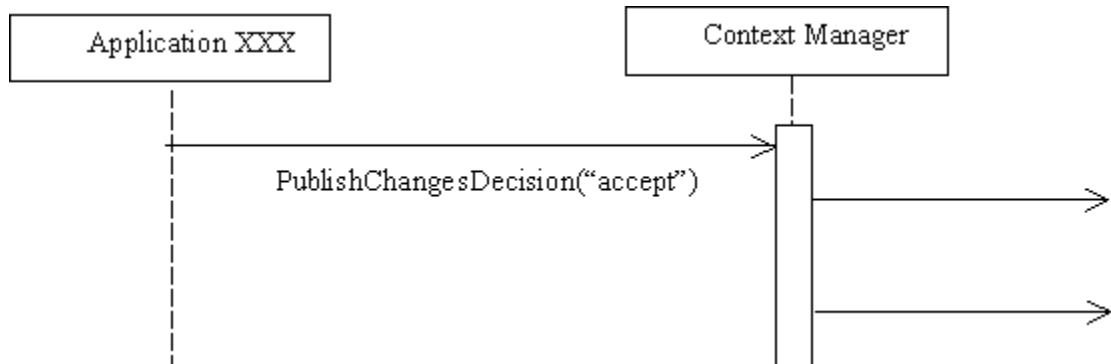 Application XXX
Context Manager
PublishChangesDecision(“accept”)